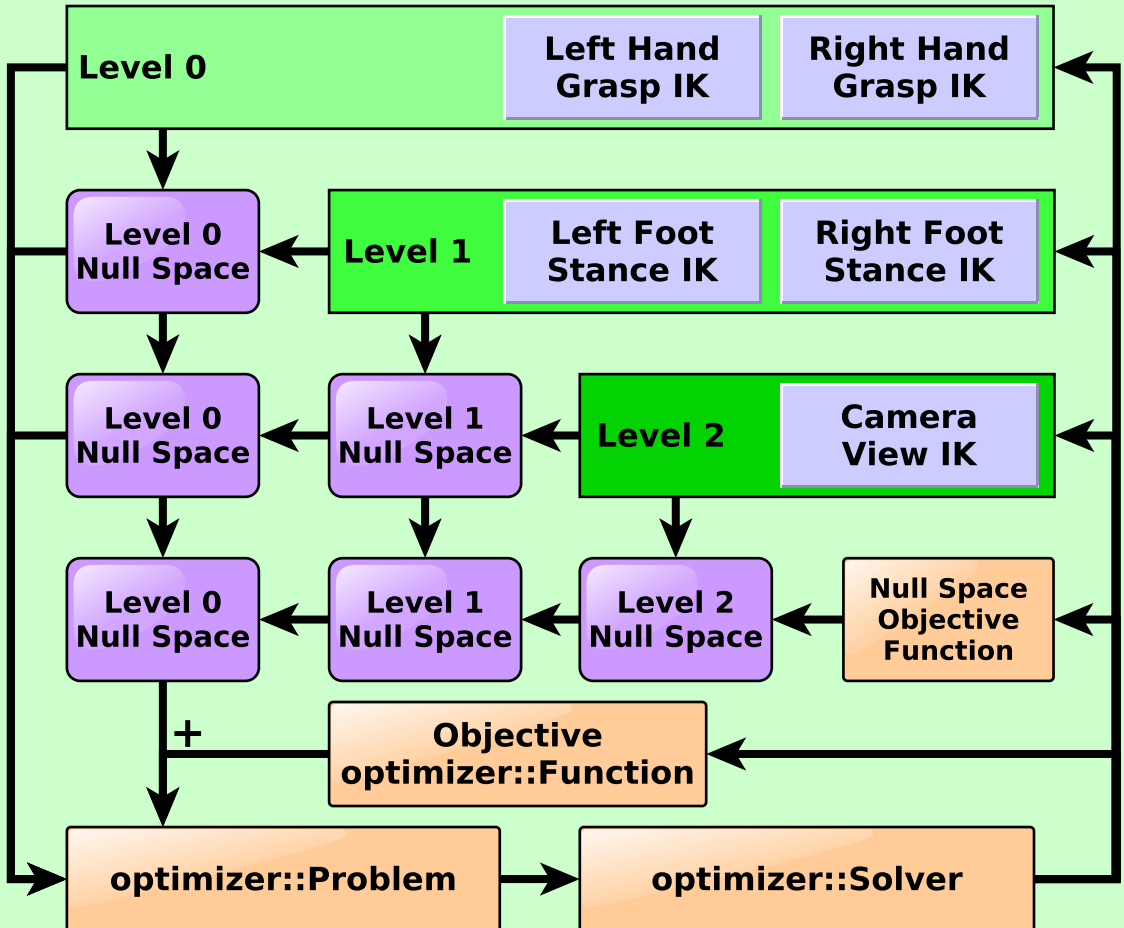 Level 0
Left Hand
Grasp IK
Right Hand
Grasp IK
Level 0
Null Space
Level 1
Left Foot
Stance IK
Right Foot
Stance IK
Level 0
Null Space
Level 1
Null Space
Level 2
Camera
View IK
Level 0
Null Space
Level 1
Null Space
Level 2
Null Space
Null Space
Objective
Function
+
Objective
optimizer::Function
optimizer::Problem
optimizer::Solver